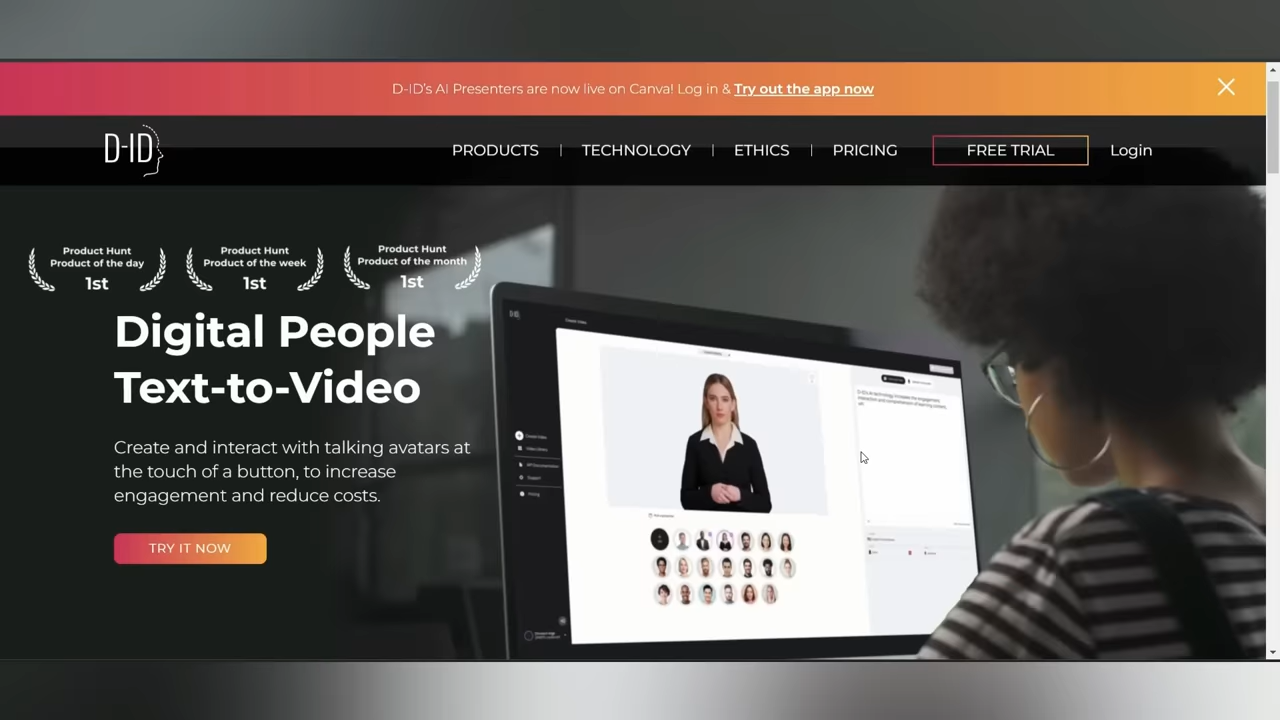 D-ID's AI Presenters are now live on Canva! Log in & Try out the app now
D-ID
PRODUCTS | TECHNOLOGY | ETHICS | PRICING
FREE TRIAL
Login
Product Hunt
Product of the day
1st
Product Hunt
Product of the week
1st
Product Hunt
Product of the month
1st
Digital People
Text-to-Video
Create and interact with talking avatars at
the touch of a button, to increase
engagement and reduce costs.
TRY IT NOW